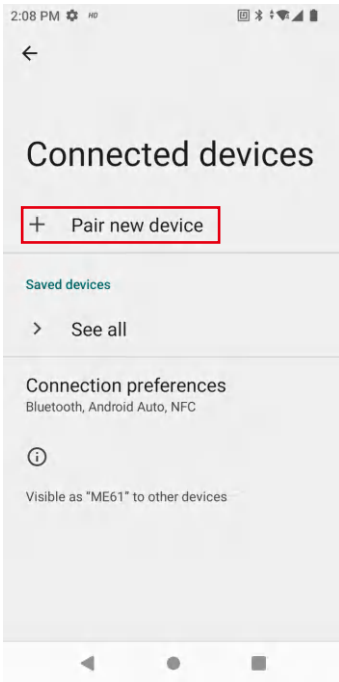 2:08 PM HD
Connected devices
Pair new device
Saved devices
See all
Connection preferences
Bluetooth, Android Auto, NFC
Visible as "ME61" to other devices